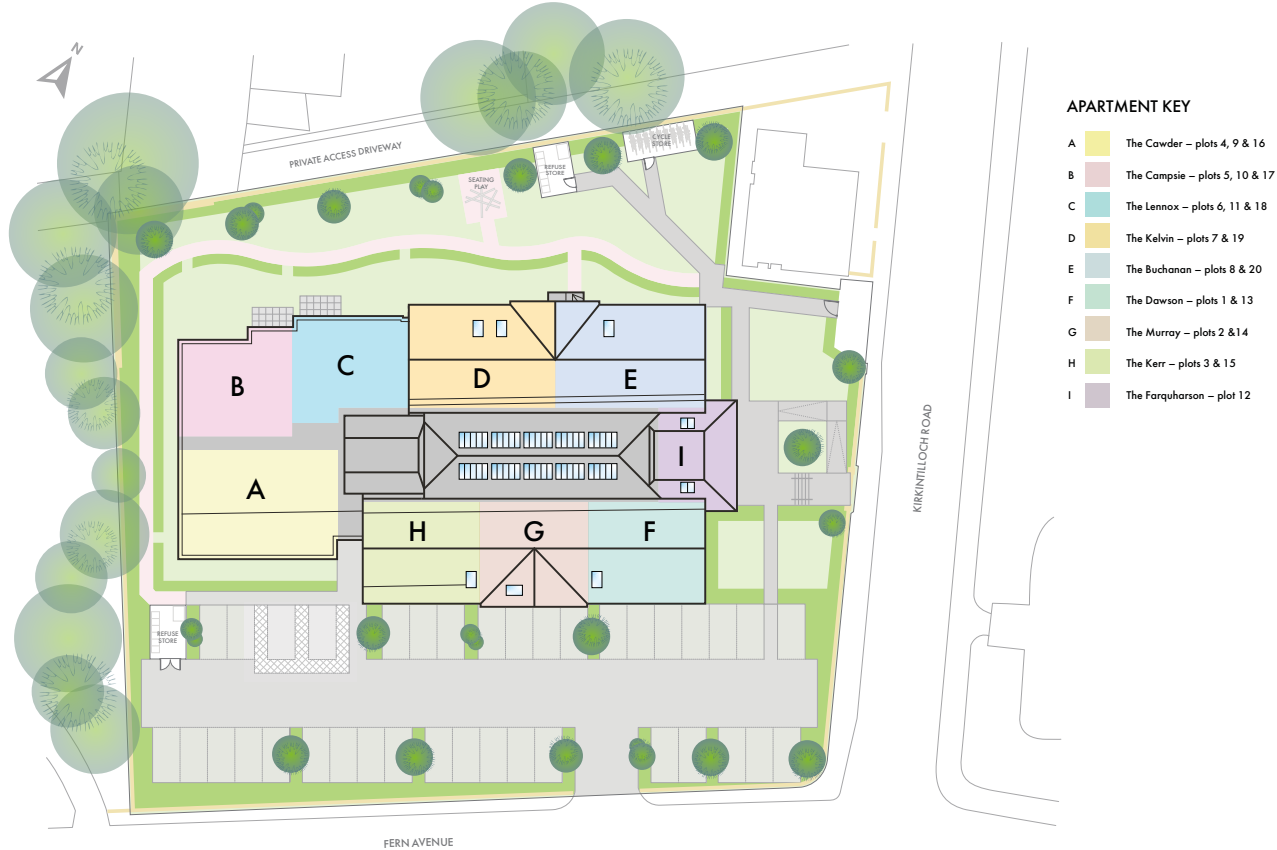 N
PRIVATE ACCESS DRIVEWAY
CYCLE
STORE
REFUSE
STORE
SEATING
PLAY
B
C
D
E
A
I
H
G
F
REFUSE
STORE
KIRKINTILLOCH ROAD
FERN AVENUE
APARTMENT KEY
A The Cawder – plots 4, 9 & 16
B The Campsie – plots 5, 10 & 17
C The Lennox – plots 6, 11 & 18
D The Kelvin – plots 7 & 19
E The Buchanan – plots 8 & 20
F The Dawson – plots 1 & 13
G The Murray – plots 2 &14
H The Kerr – plots 3 & 15
I The Farquharson – plot 12